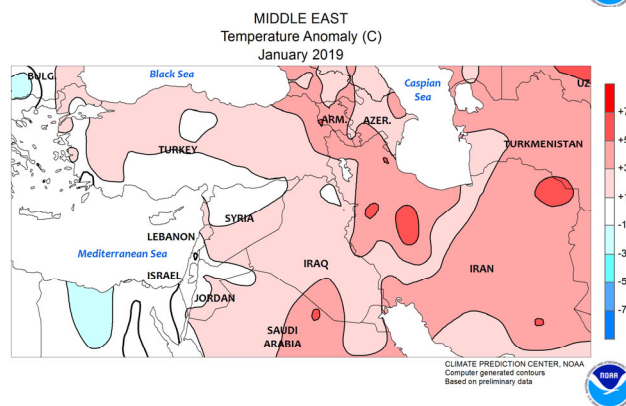 MIDDLE EAST
Temperature Anomaly (C)
January 2019
BULG.
Black Sea
Caspian
Sea
UZ
ARM.
AZER.
TURKEY
TURKMENISTAN
SYRIA
LEBANON
Mediterranean Sea
ISRAEL
IRAQ
IRAN
JORDAN
SAUDI
ARABIA
+7
+5
+3
+1
-1
-3
-5
-7
CLIMATE PREDICTION CENTER, NOAA
Computer generated contours
Based on preliminary data
NOAA